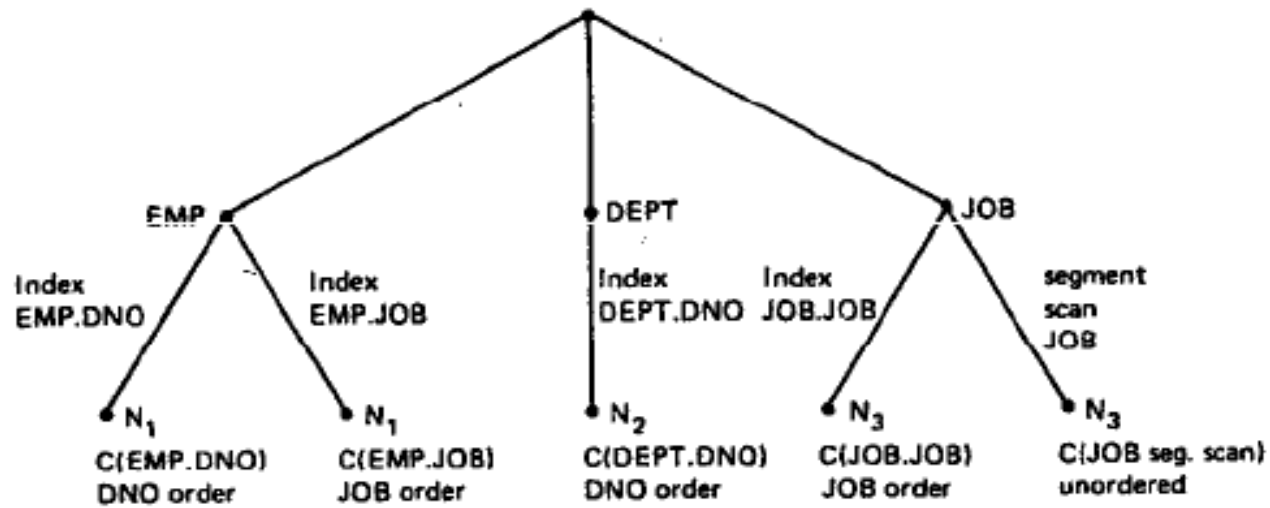 EMP
DEPT
JOB
Index
EMP.DNO
Index
EMP.JOB
Index
DEPT.DNO
Index
JOB.JOB
segment
scan
JOB
N1
C(EMP.DNO)
DNO order
N1
C(EMP.JOB)
JOB order
N2
C(DEPT.DNO)
DNO order
N3
C(JOB.JOB)
JOB order
N3
C(JOB seg. scan)
unordered